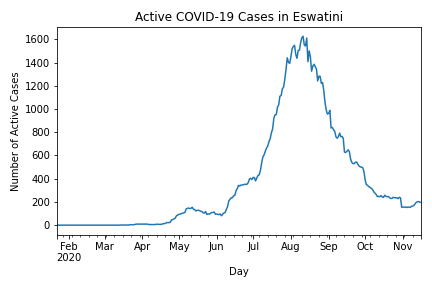 Active COVID-19 Cases in Eswatini
Number of Active Cases
1600
1400
1200
1000
800
600
400
200
0
Feb Mar Apr May Jun Jul Aug Sep Oct Nov
2020
Day